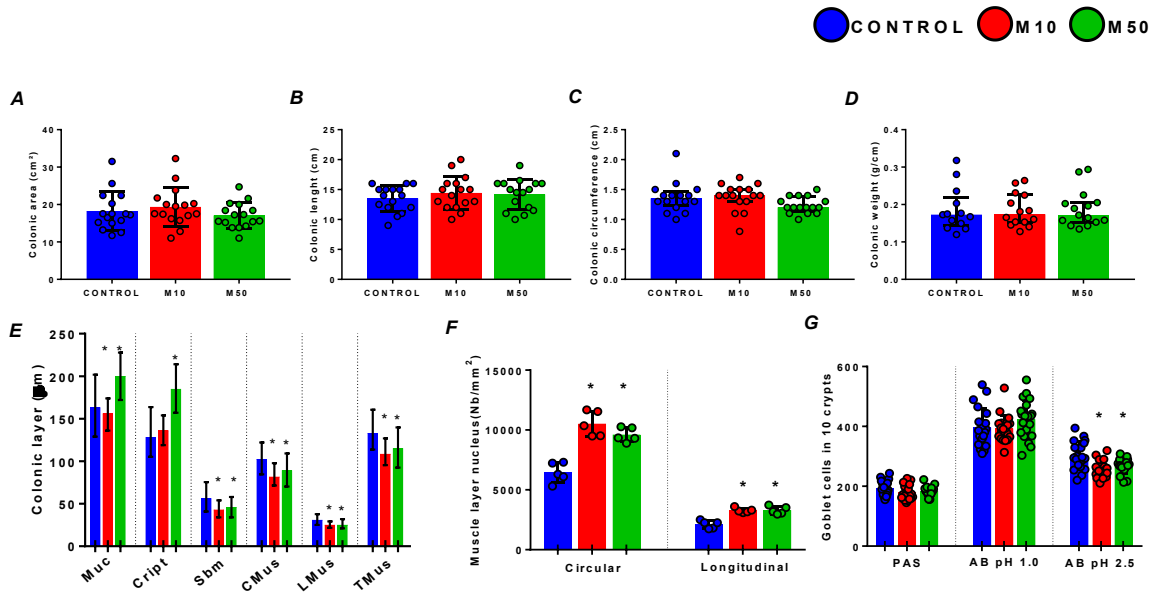 CONTROL M10 M50
A B C D
Colonic area (cm²)
40
30
20
10
0
CONTROL M10 M50
Colonic lenght (cm)
25
20
15
10
5
0
CONTROL M10 M50
Colonic circumference (cm)
2.5
2.0
1.5
1.0
0.5
0.0
CONTROL M10 M50
Colonic weight (g/cm)
0.4
0.3
0.2
0.1
0.0
CONTROL M10 M50
E
Colonic layer ( m)
250
200
150
100
50
0
* * *
* *
* *
* *
* *
Muc Cript Sbm CMus LMus TMus
F
Muscle layer nucleus(Nb/mm²)
15000
10000
5000
0
* *
* *
Circular Longitudinal
G
Goblet cells in 10 crypts
600
400
200
0
* *
PAS AB pH 1.0 AB pH 2.5